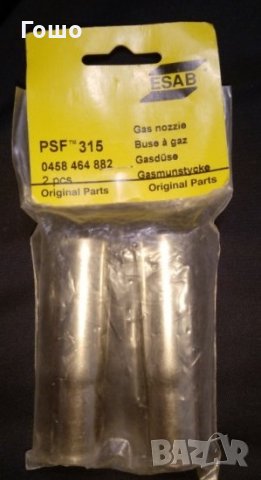 Гошо
ESAB
PSF™ 315
0458 464 882
2 pcs
Original Parts
Gas nozzle
Buse à gaz
Gasdüse
Gasmunstycke
Original Parts
BAZAR